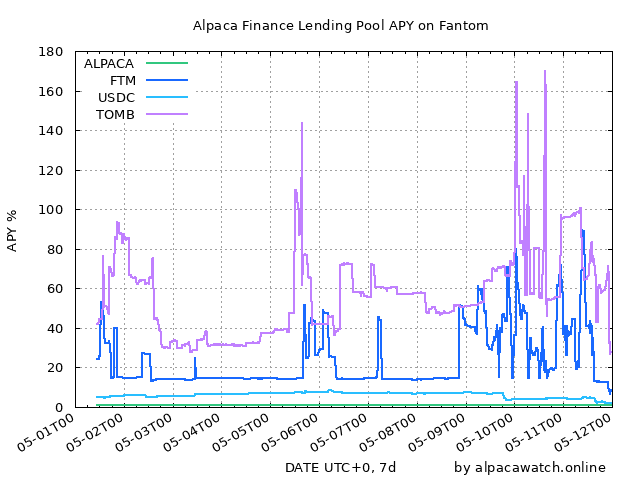 Alpaca Finance Lending Pool APY on Fantom
180
160
140
120
100
80
60
40
20
0
APY %
ALPACA
FTM
USDC
TOMB
05-01T00
05-02T00
05-03T00
05-04T00
05-05T00
05-06T00
05-07T00
05-08T00
05-09T00
05-10T00
05-11T00
05-12T00
DATE UTC+0, 7d
by alpacawatch.online